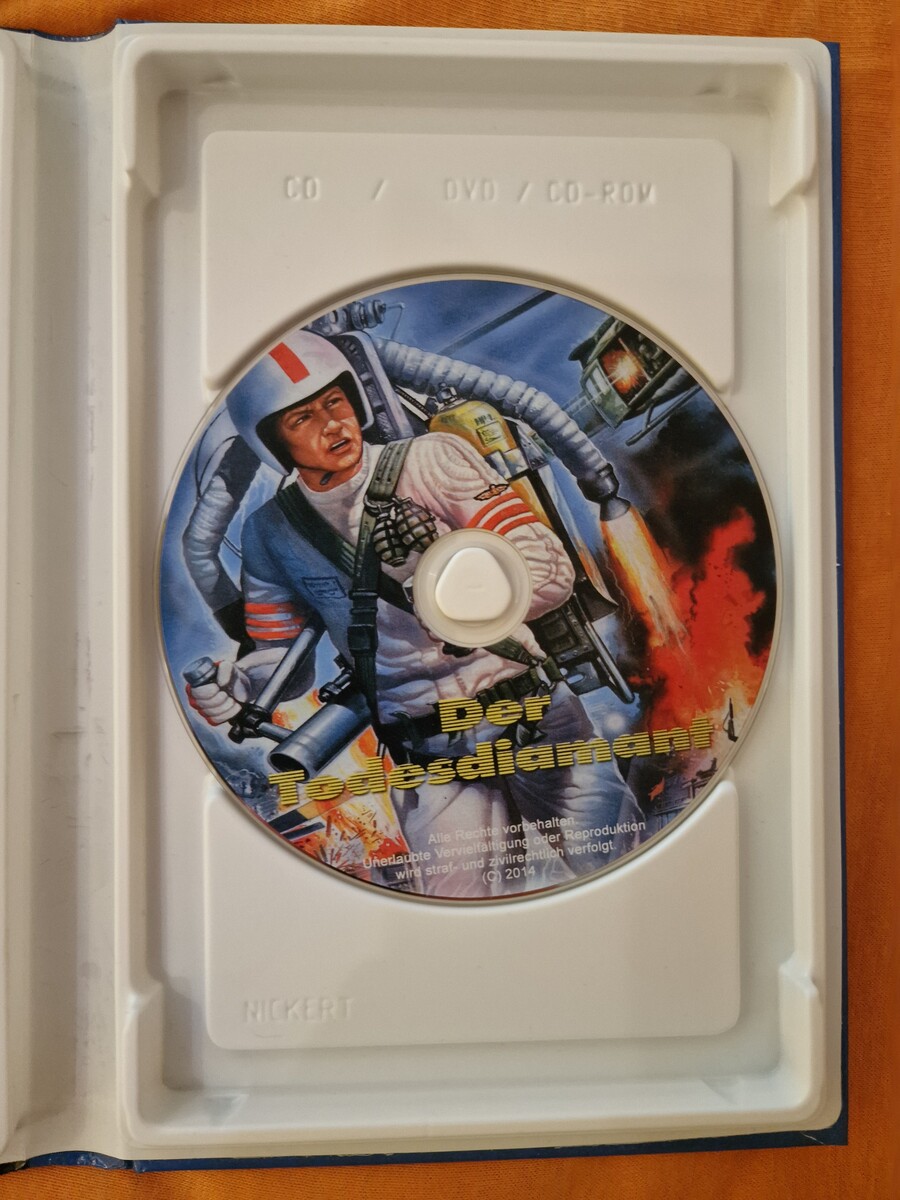 CD / DVD / CD-ROM
Der
Todesdiamant
Alle Rechte vorbehalten.
Unerlaubte Vervielfältigung oder Reproduktion
wird straf- und zivilrechtlich verfolgt.
(C) 2014
NICKERT